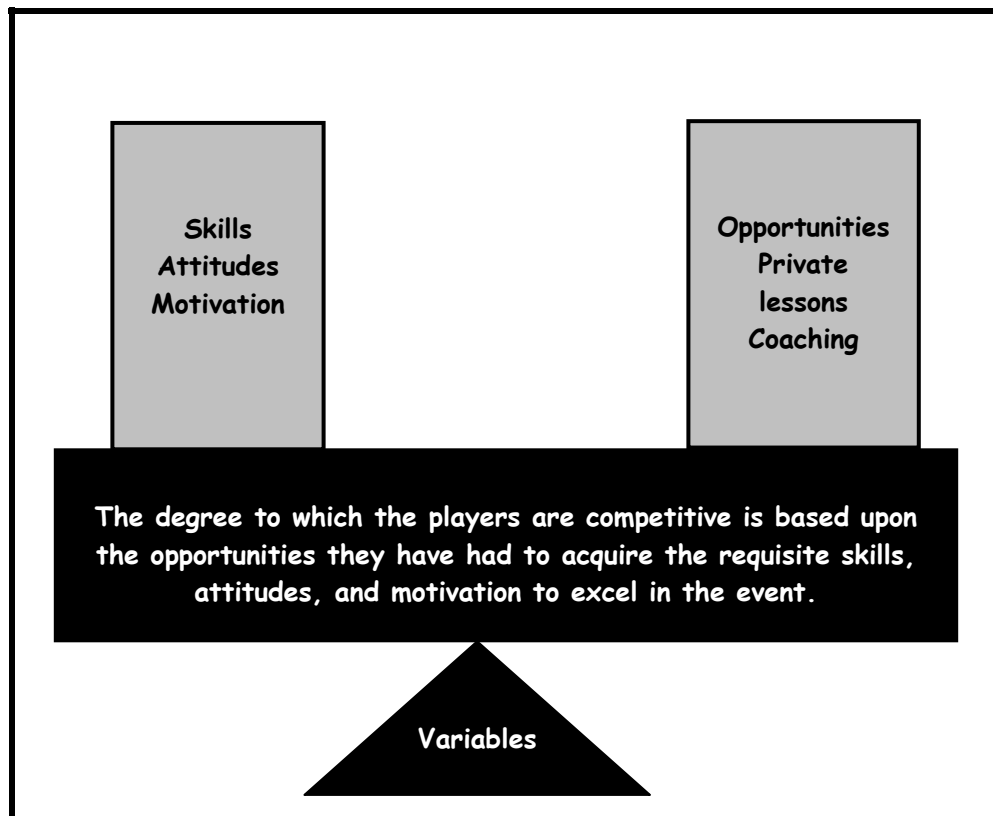 Skills
Attitudes
Motivation
Opportunities
Private
lessons
Coaching
The degree to which the players are competitive is based upon
the opportunities they have had to acquire the requisite skills,
attitudes, and motivation to excel in the event.
Variables